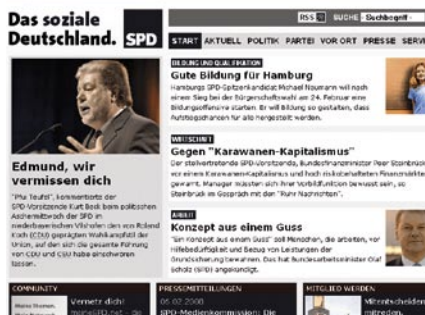 Das soziale
Deutschland. SPD
RSS SUCHE Suchbegriff
START AKTUELL POLITIK PARTEI VOR ORT PRESSE SERVI
Edmund, wir
vermissen dich
"Pfui Teufel", kommentierte der
SPD-Vorsitzende Kurt Beck beim politischen
Aschermittwoch der SPD in
niederbayerischen Vilshofen den von Roland
Koch (CDU) geprägten Wahlkampfstil der
Union, auf den sich die gesamte Führung
von CDU und CSU habe einschwören
lassen.
BILDUNG UND QUALIFIKATION
Gute Bildung für Hamburg
Hamburgs SPD-Spitzenkandidat Michael Naumann will nach
einem Sieg bei der Bürgerschaftswahl am 24. Februar eine
Bildungsoffensive starten. Er will Bildung so gestalten, dass
Aufstiegschancen für alle hergestellt werden.
WIRTSCHAFT
Gegen "Karawanen-Kapitalismus"
Der stellvertretende SPD-Vorsitzende, Bundesfinanzminister Peer Steinbrück
vor einem Karawanen-Kapitalismus und hoch risikobehafteten Finanzmärkten
gewarnt. Manager müssten sich ihrer Vorbildfunktion bewusst sein, so
Steinbrück im Gespräch mit den "Ruhr Nachrichten".
ARBEIT
Konzept aus einem Guss
"Ein Konzept aus einem Guss" soll Menschen, die arbeiten, vor
Hilfebedürftigkeit und Bezug von Leistungen der
Grundsicherung bewahren. Das hat Bundesarbeitsminister Olaf
Scholz (SPD) angekündigt.
COMMUNITY
Meine Themen.
Vernetz dich!
meineSPD.net - die
PRESSEMITTEILUNGEN
06.02.2008
SPD-Medienkommission: Die
MITGLIED WERDEN
Mitentscheiden
mitreden.